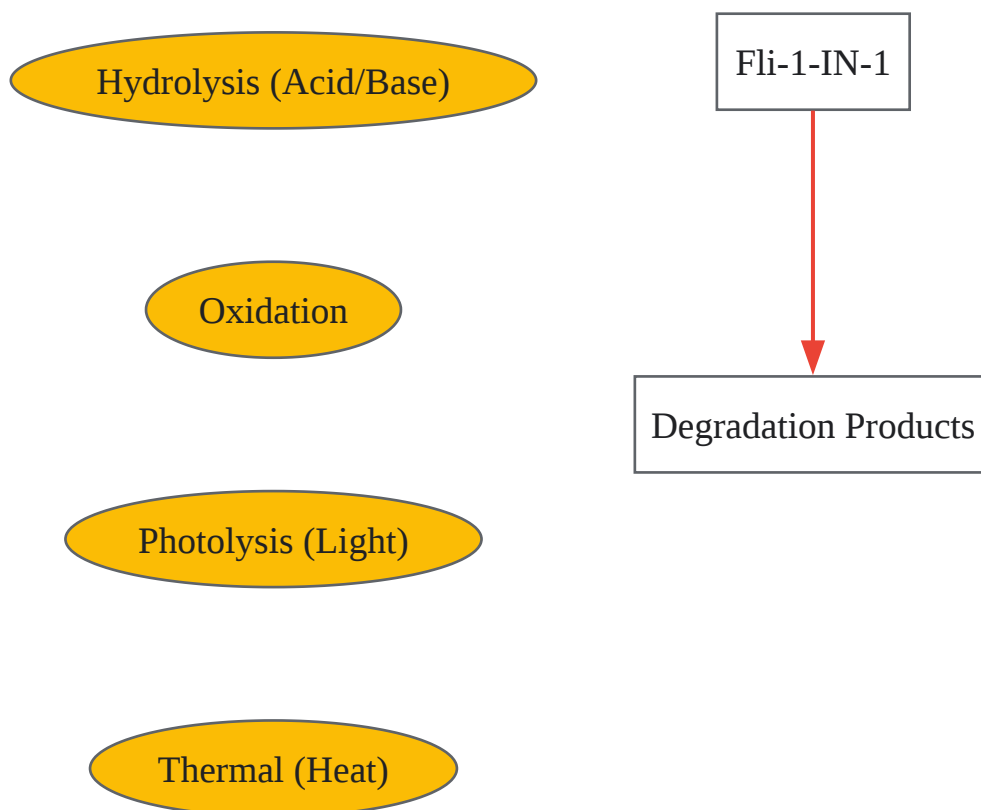 Hydrolysis (Acid/Base)
Fli-1-IN-1
Oxidation
Degradation Products
Photolysis (Light)
Thermal (Heat)